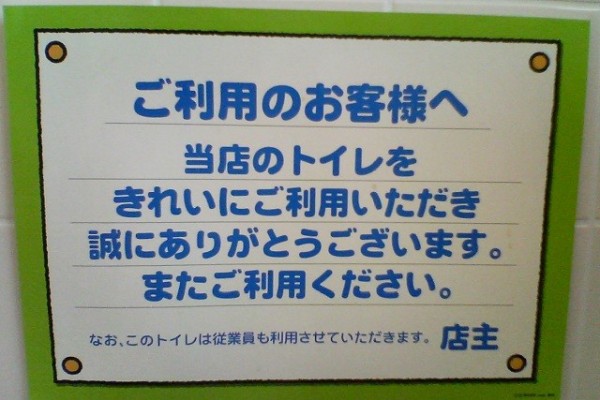 ご利用のお客様へ
当店のトイレを
きれいにご利用いただき
誠にありがとうございます。
またご利用ください。
なお、このトイレは従業員も利用させていただきます。 店主